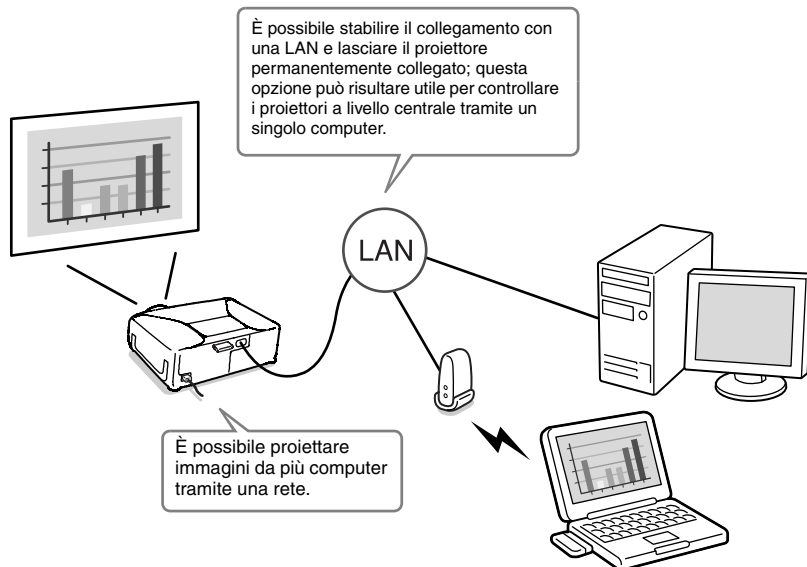 È possibile stabilire il collegamento con
una LAN e lasciare il proiettore
permanentemente collegato; questa
opzione può risultare utile per controllare
i proiettori a livello centrale tramite un
singolo computer.
LAN
È possibile proiettare
immagini da più computer
tramite una rete.